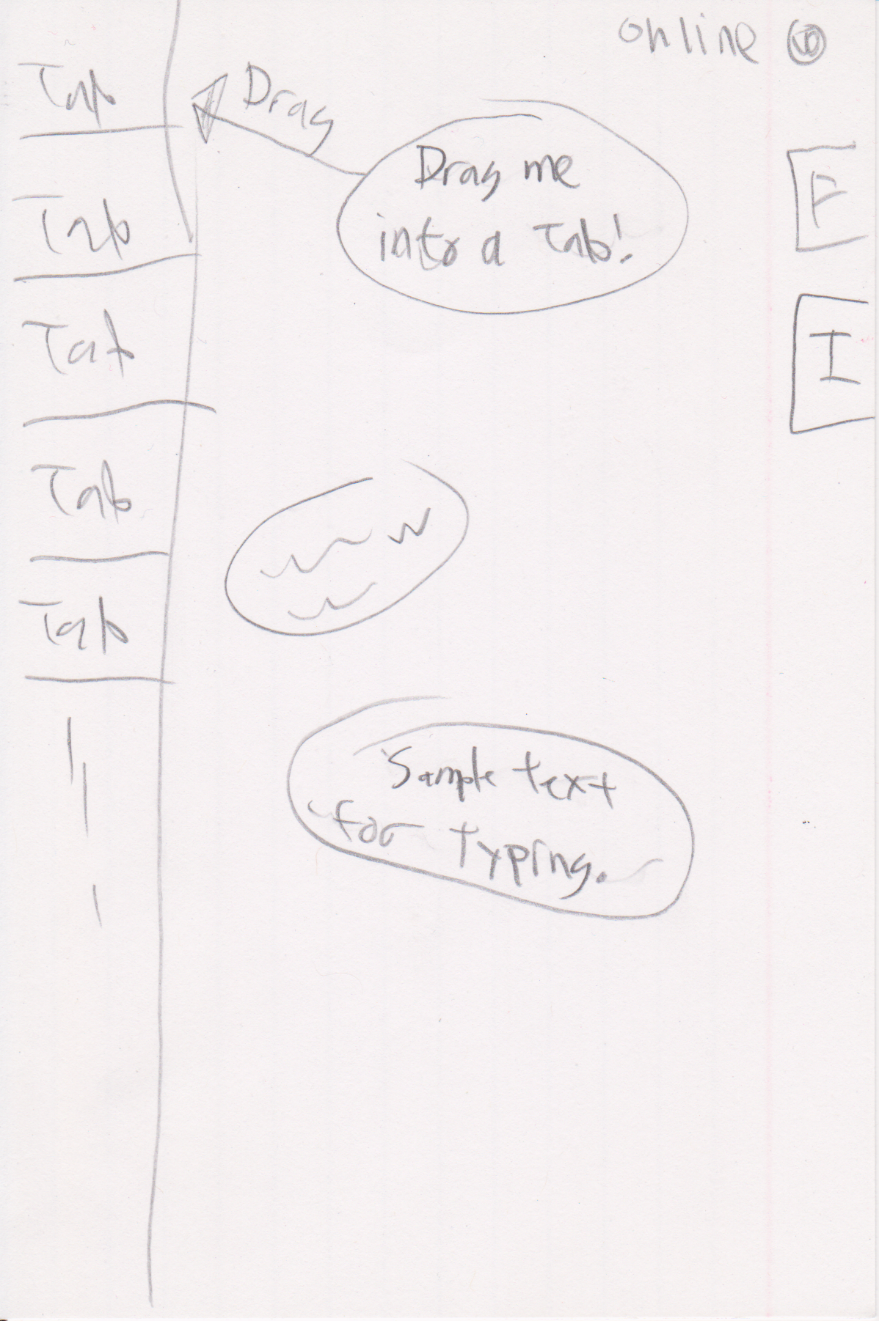 online
Tab
Drag
Drag me
into a Tab!
F
Tab
I
Tab
Tab
Tab
Sample text
for typing.